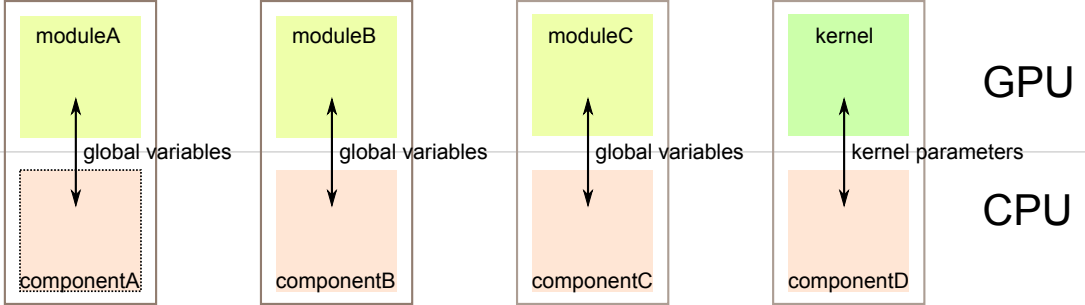 moduleA
moduleB
moduleC
kernel
GPU
global variables
global variables
global variables
kernel parameters
CPU
componentA
componentB
componentC
componentD